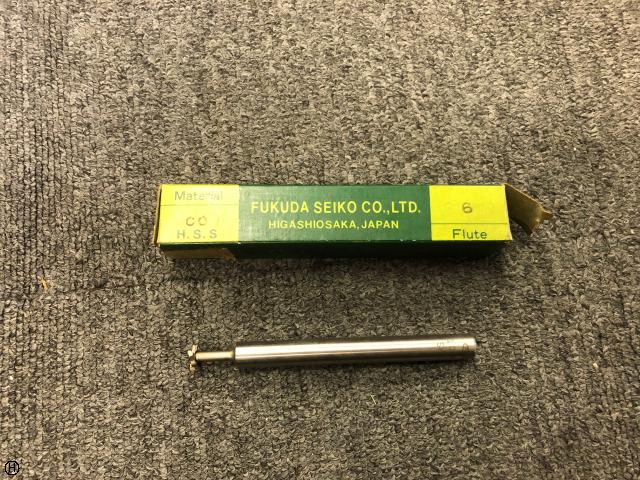 Material
CO
H.S.S
FUKUDA SEIKO CO.,LTD.
HIGASHIOSAKA, JAPAN
6
Flute
H